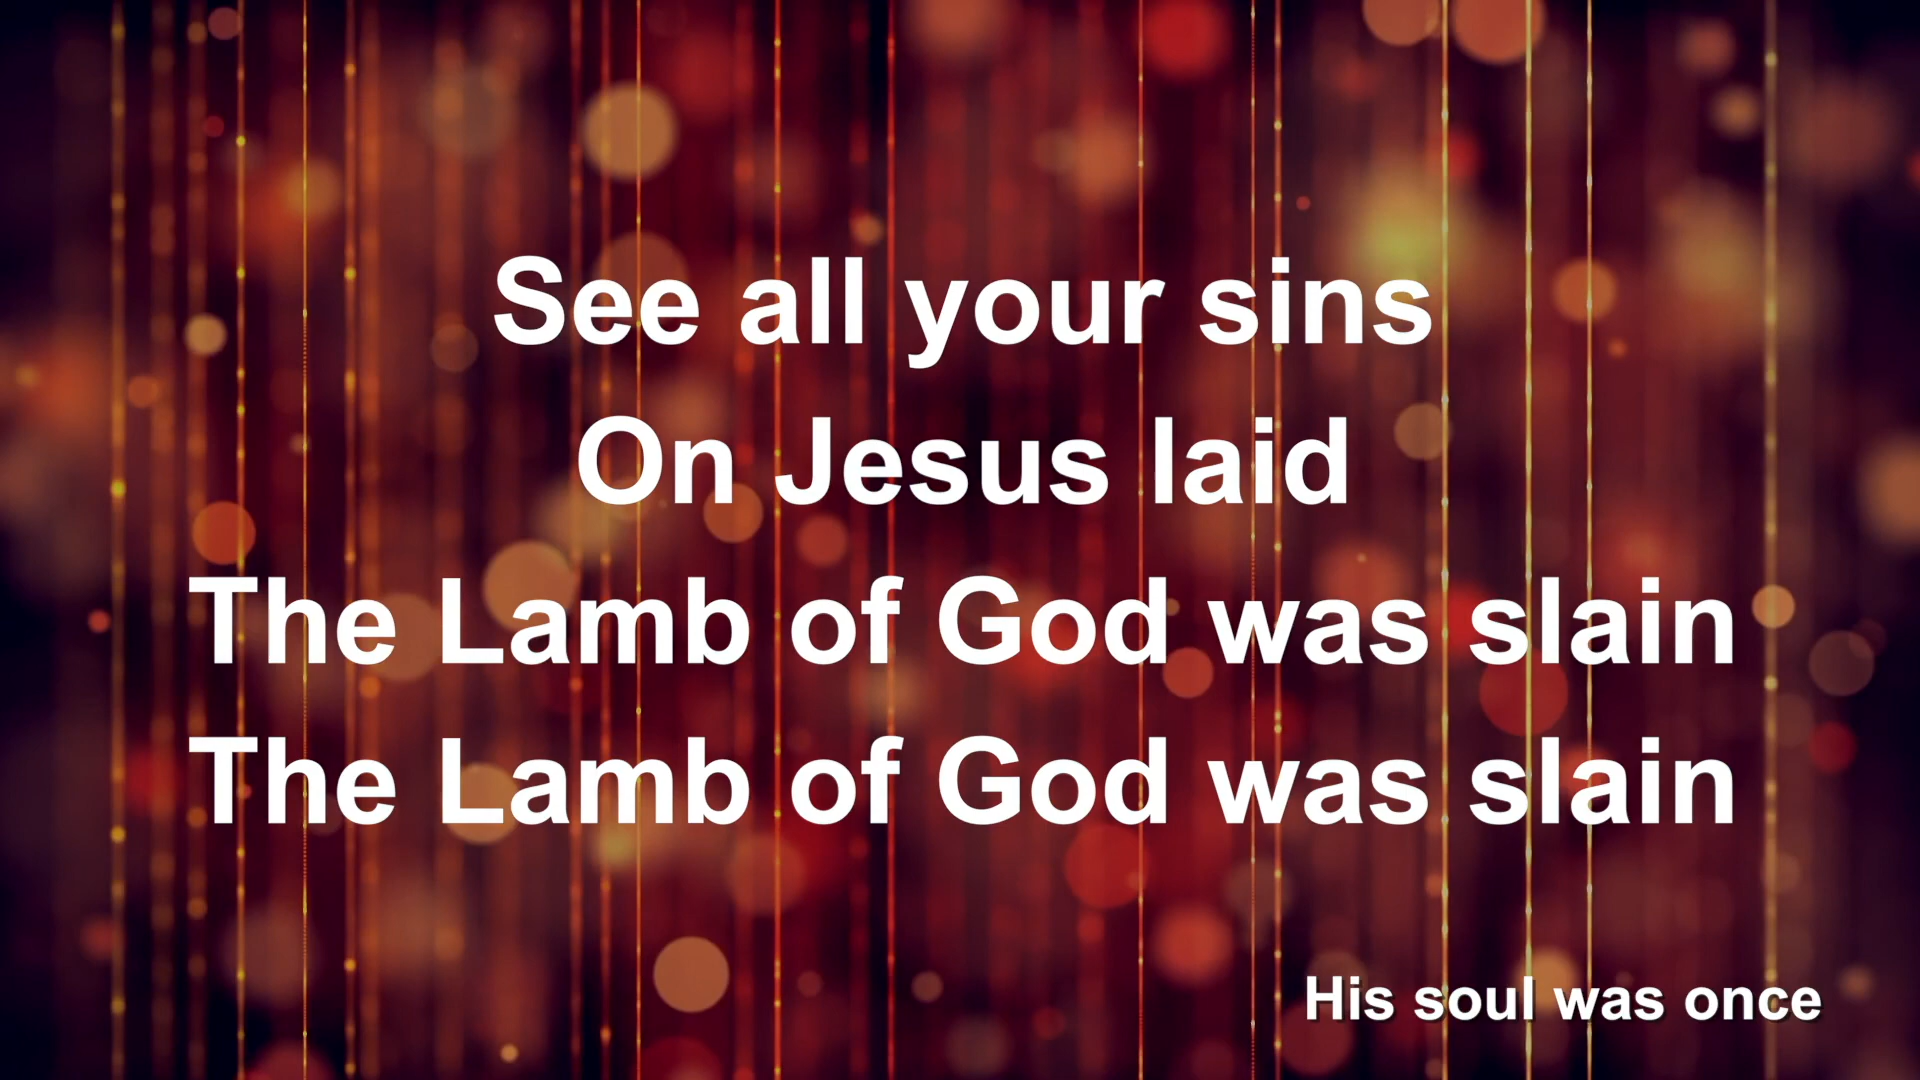 See all your sins
On Jesus laid
The Lamb of God was slain
The Lamb of God was slain
His soul was once